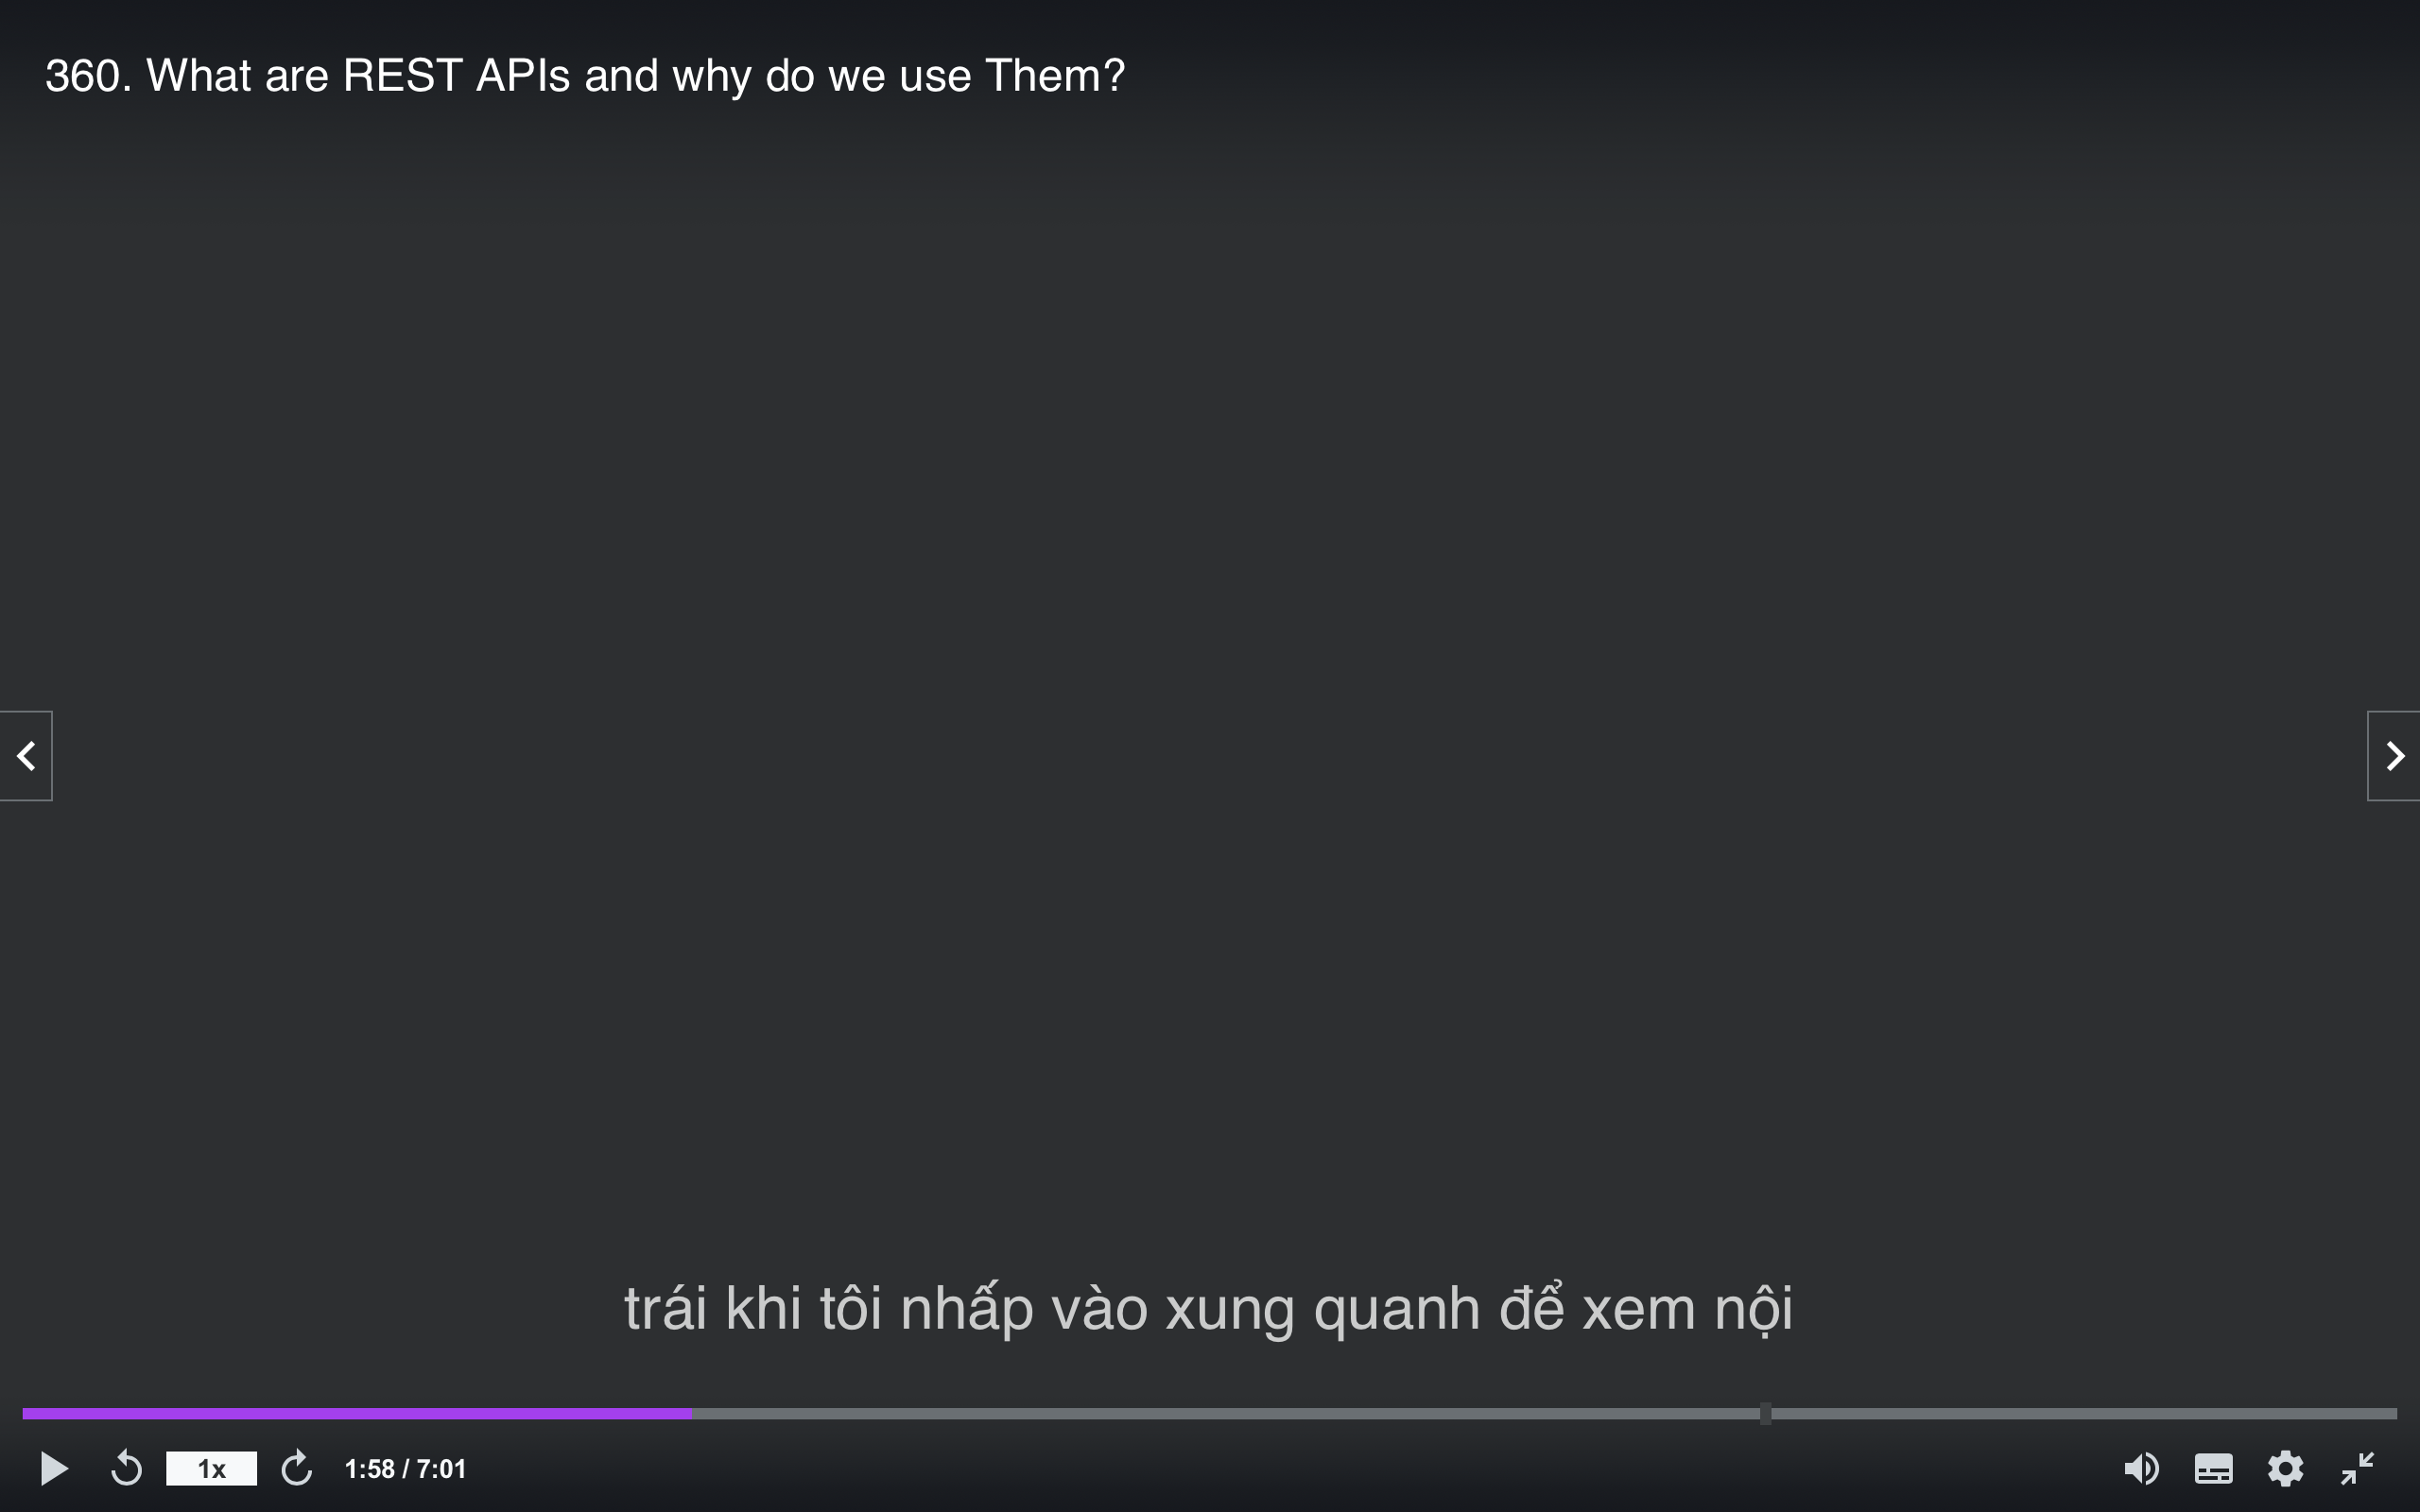 360. What are REST APIs and why do we use Them?
trái khi tôi nhấp vào xung quanh để xem nội
1x
1:58 / 7:01